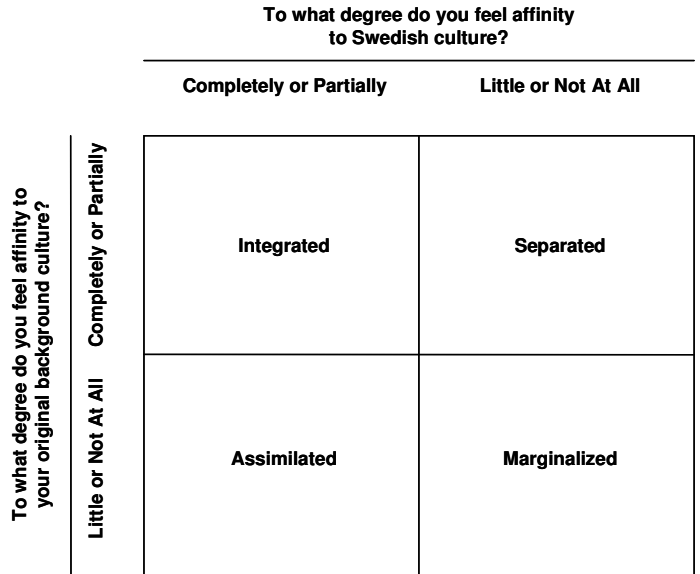 To what degree do you feel affinity
to Swedish culture?
Completely or Partially
Little or Not At All
To what degree do you feel affinity to
your original background culture?
Completely or Partially
Little or Not At All
Integrated
Separated
Assimilated
Marginalized